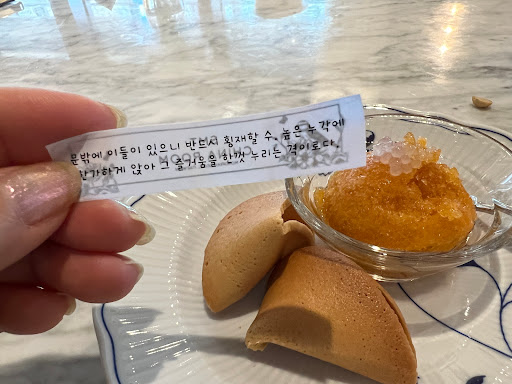 문밖에 이들이 있으니 반드시 횡재할 수. 높은 누각에
한가하게 앉아 그 즐거움을 한껏 누리는 격이로다.